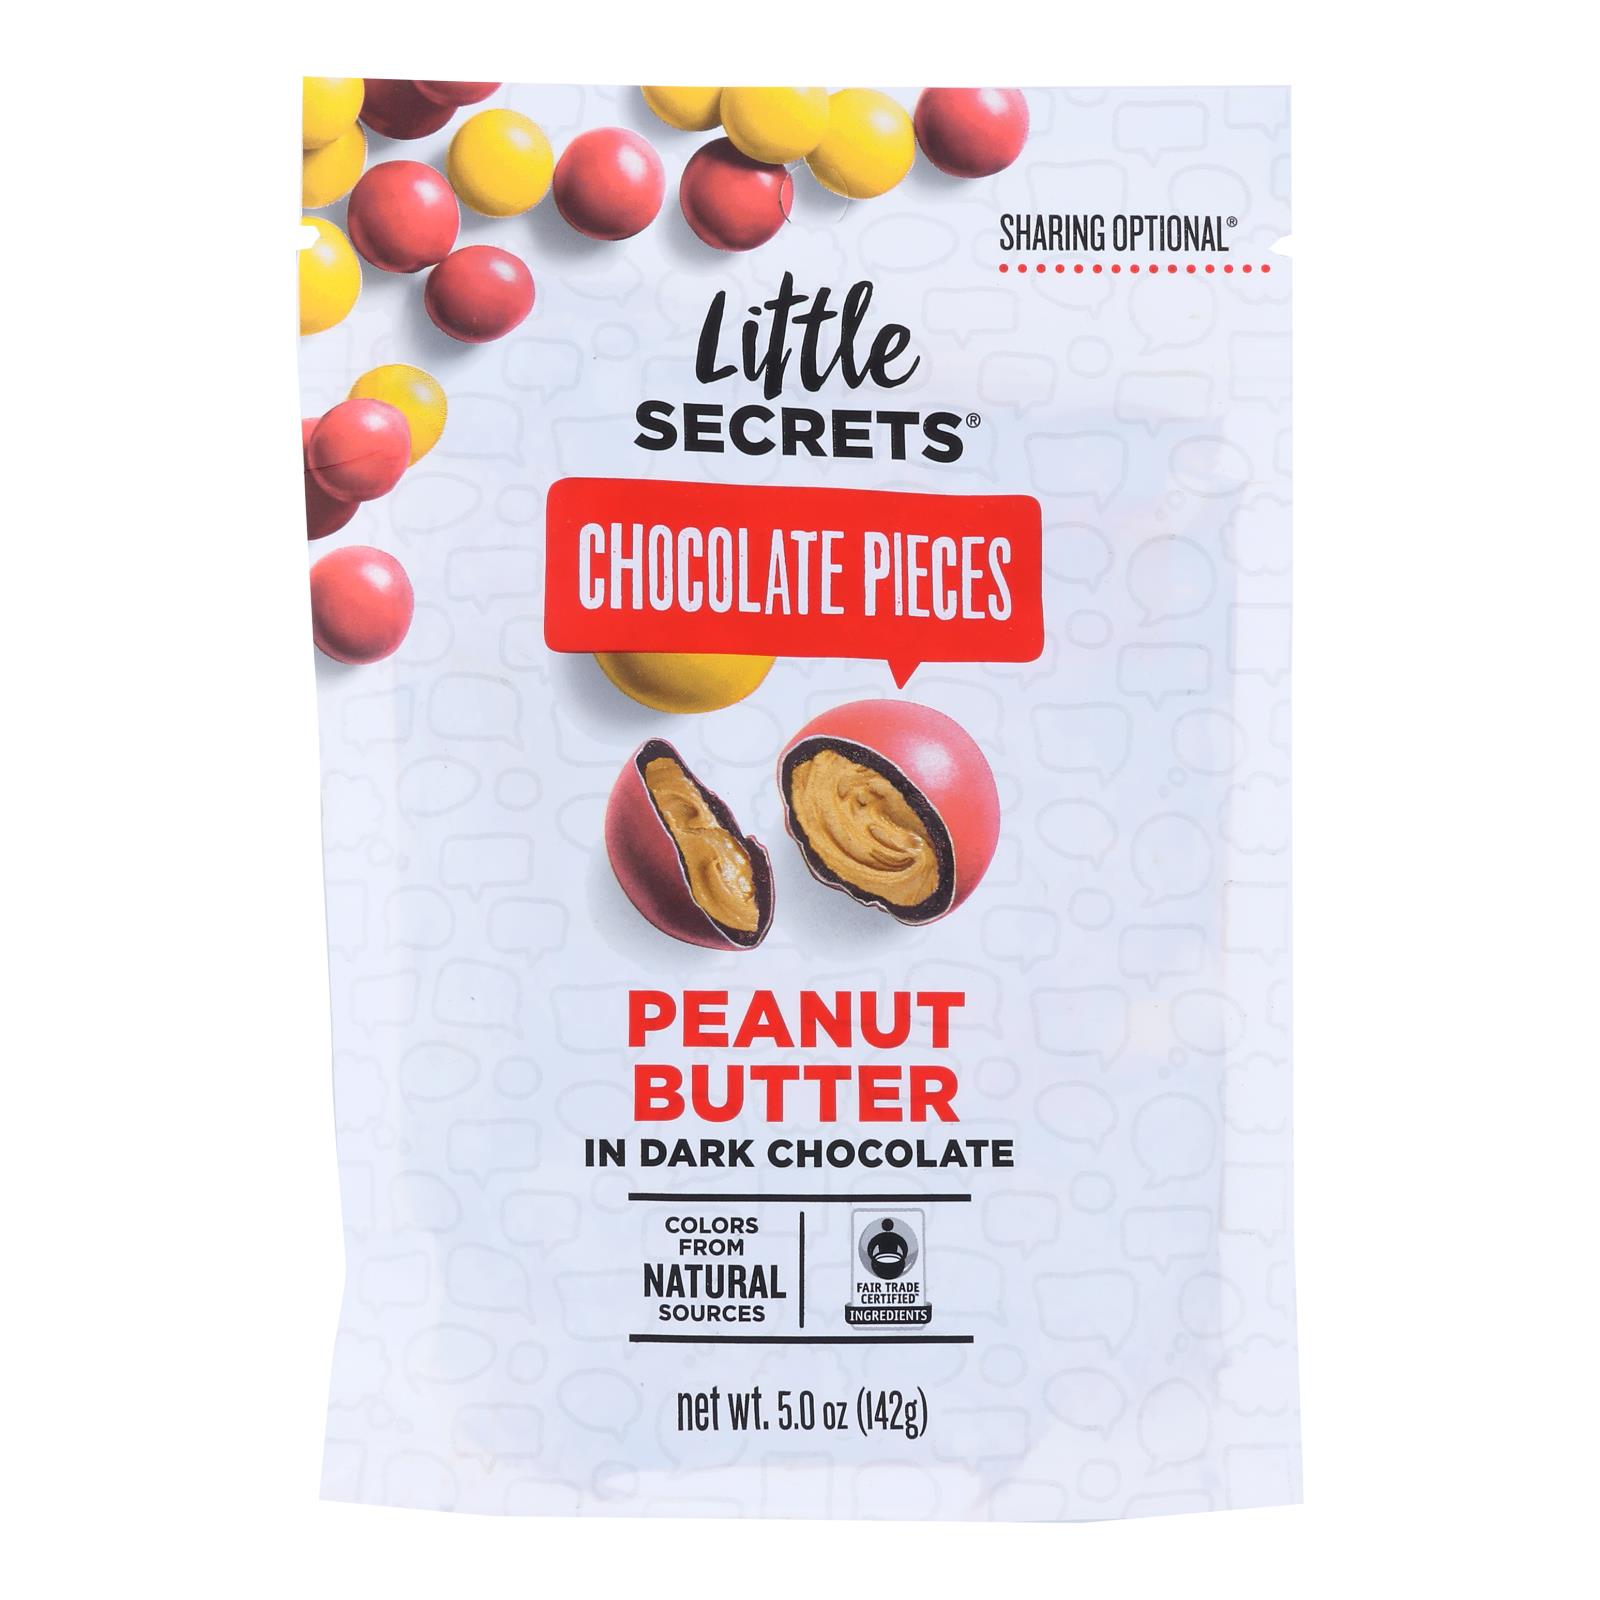 SHARING OPTIONAL®
Little
SECRETS®
CHOCOLATE PIECES
PEANUT
BUTTER
IN DARK CHOCOLATE
COLORS
FROM
NATURAL
SOURCES
FAIR TRADE
CERTIFIED™
INGREDIENTS
net wt. 5.0 oz (142g)